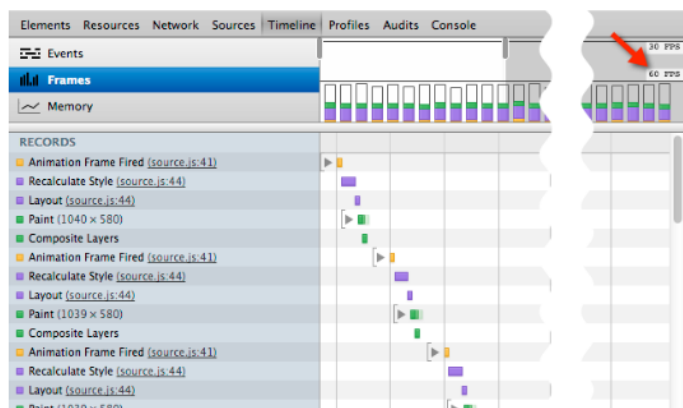 Elements Resources Network Sources Timeline Profiles Audits Console
30 FPS
Events
60 FPS
Frames
Memory
RECORDS
Animation Frame Fired (source.js:41)
Recalculate Style (source.js:44)
Layout (source.js:44)
Paint (1040 × 580)
Composite Layers
Animation Frame Fired (source.js:41)
Recalculate Style (source.js:44)
Layout (source.js:44)
Paint (1039 × 580)
Composite Layers
Animation Frame Fired (source.js:41)
Recalculate Style (source.js:44)
Layout (source.js:44)
Paint (1039 × 580)